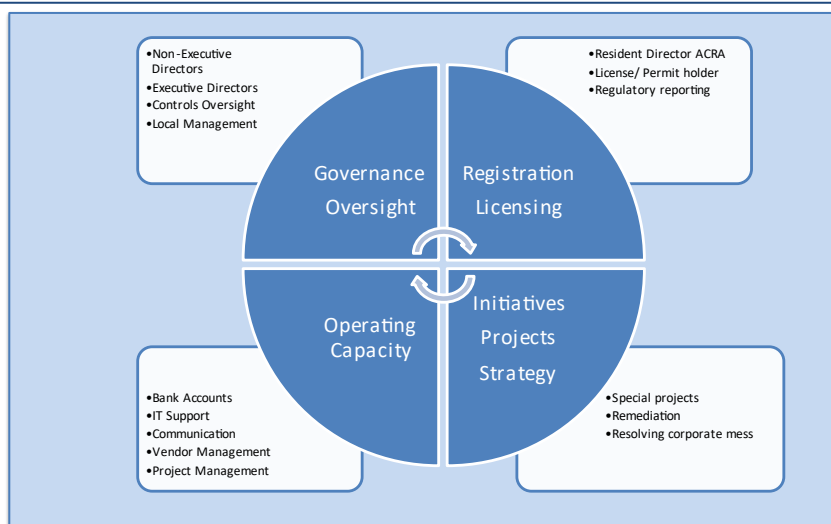 •Non-Executive
Directors
•Executive Directors
•Controls Oversight
•Local Management
•Resident Director ACRA
•License/ Permit holder
•Regulatory reporting
Governance
Oversight
Registration
Licensing
Operating
Capacity
Initiatives
Projects
Strategy
•Bank Accounts
•IT Support
•Communication
•Vendor Management
•Project Management
•Special projects
•Remediation
•Resolving corporate mess